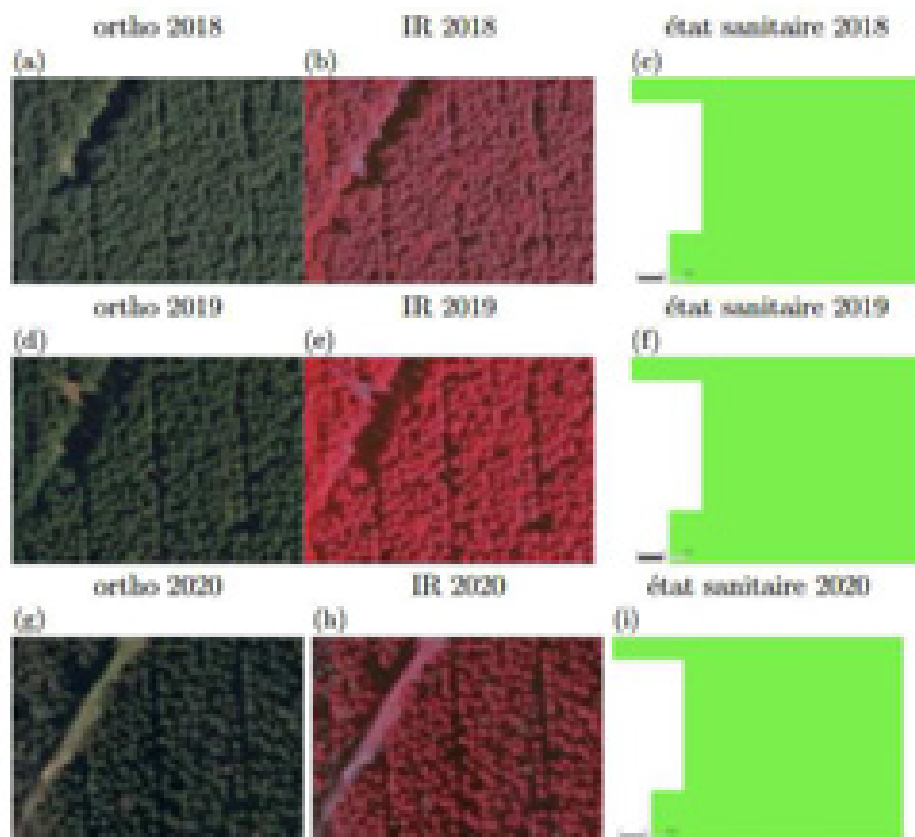 ortho 2018 IR 2018 état sanitaire 2018
(a) (b) (c)
ortho 2019 IR 2019 état sanitaire 2019
(d) (e) (f)
ortho 2020 IR 2020 état sanitaire 2020
(g) (h) (i)